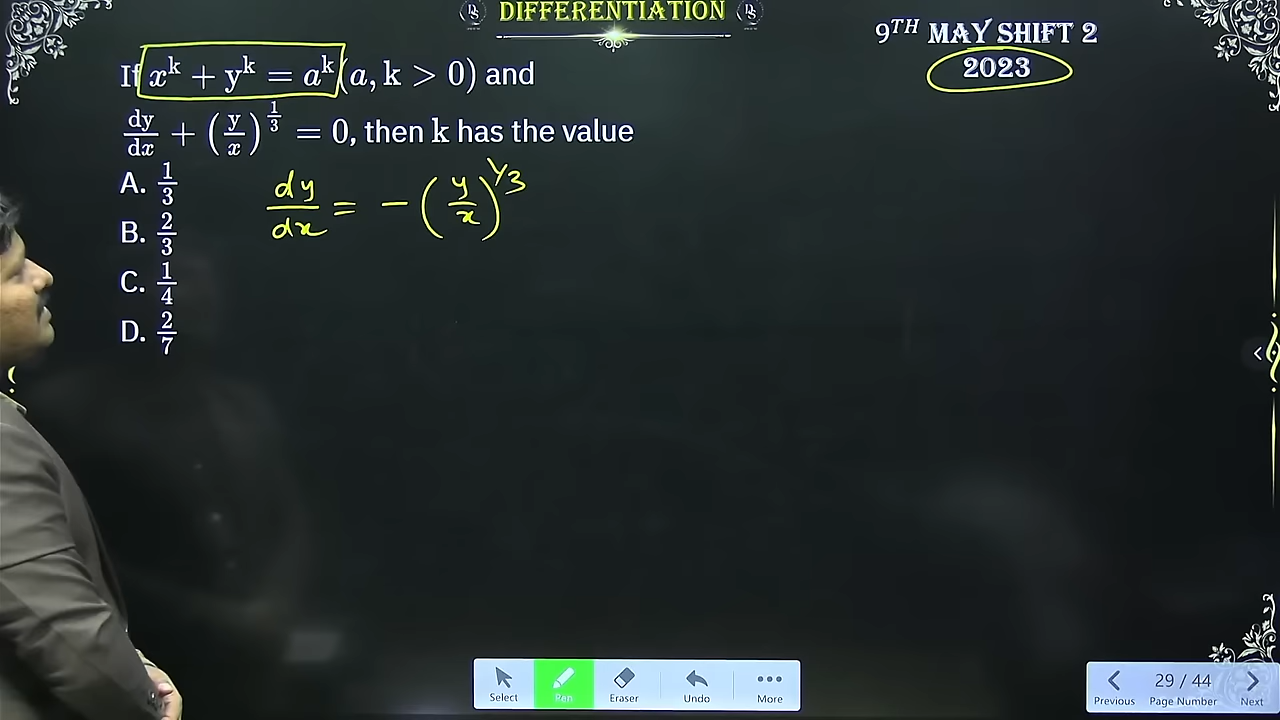 DIFFERENTIATION
9TH MAY SHIFT 2
2023
If x^k + y^k = a^k (a, k > 0) and
dy/dx + (y/x)^(1/3) = 0, then k has the value
A. 1/3
B. 2/3
C. 1/4
D. 2/7
dy/dx = - (y/x)^(1/3)
Select
Pen
Eraser
Undo
More
Previous
29 / 44
Page Number
Next